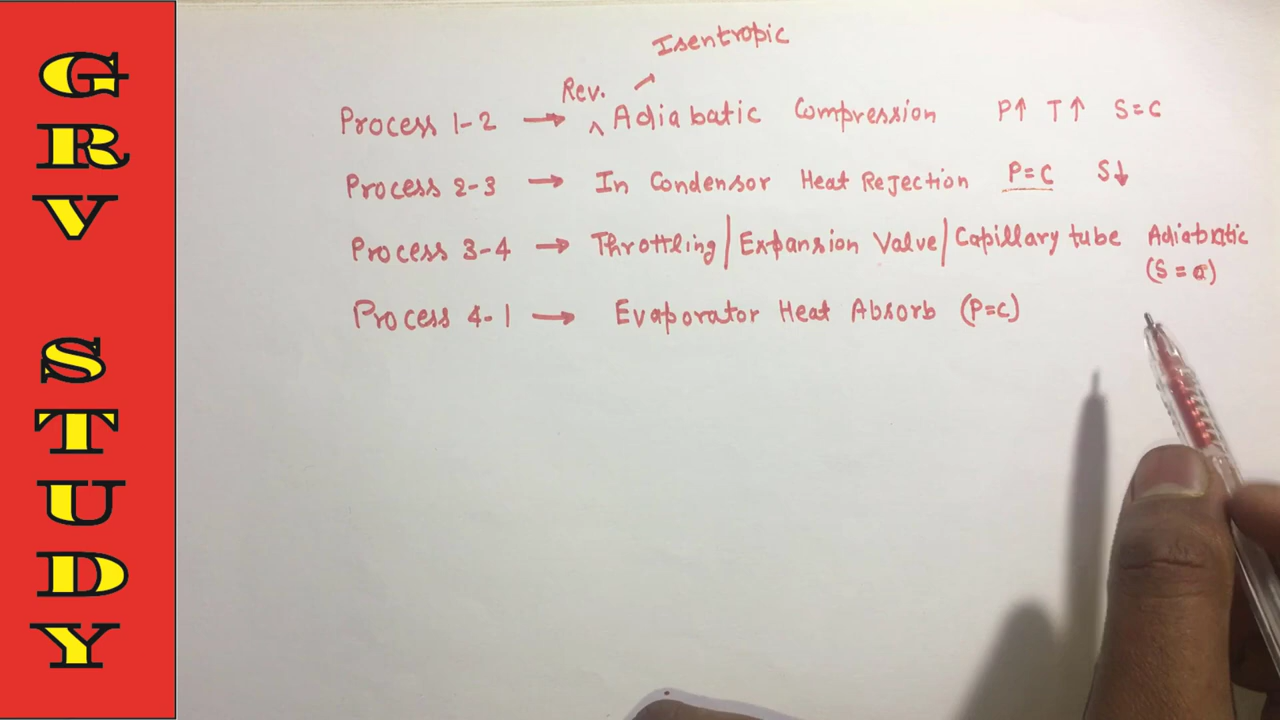 GRV STUDY
Isentropic
Rev.
Process 1-2 → ^ Adiabatic Compression P↑ T↑ S=C
Process 2-3 → In Condensor Heat Rejection P=C S↓
Process 3-4 → Throttling/Expansion Valve/Capillary tube Adiabatic
(S =
Process 4-1 → Evaporator Heat Absorb (P=C)